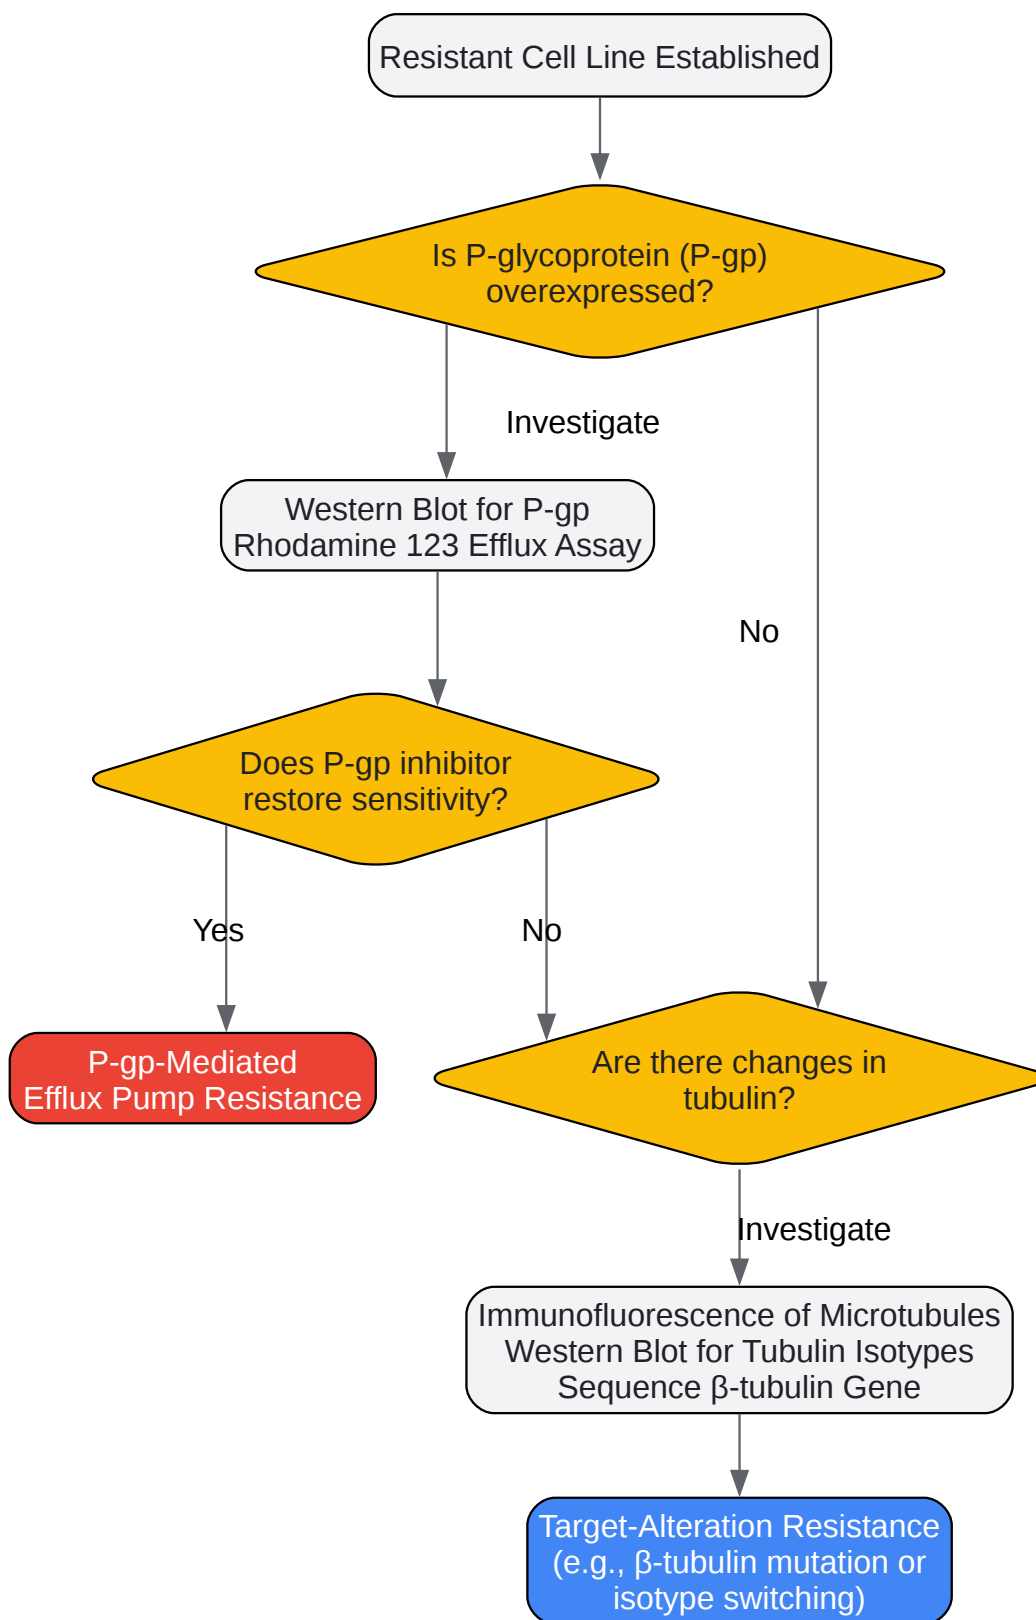 Resistant Cell Line Established
Is P-glycoprotein (P-gp)
overexpressed?
Investigate
Western Blot for P-gp
Rhodamine 123 Efflux Assay
No
Does P-gp inhibitor
restore sensitivity?
Yes
No
P-gp-Mediated
Efflux Pump Resistance
Are there changes in
tubulin?
Investigate
Immunofluorescence of Microtubules
Western Blot for Tubulin Isotypes
Sequence β-tubulin Gene
Target-Alteration Resistance
(e.g., β-tubulin mutation or
isotype switching)